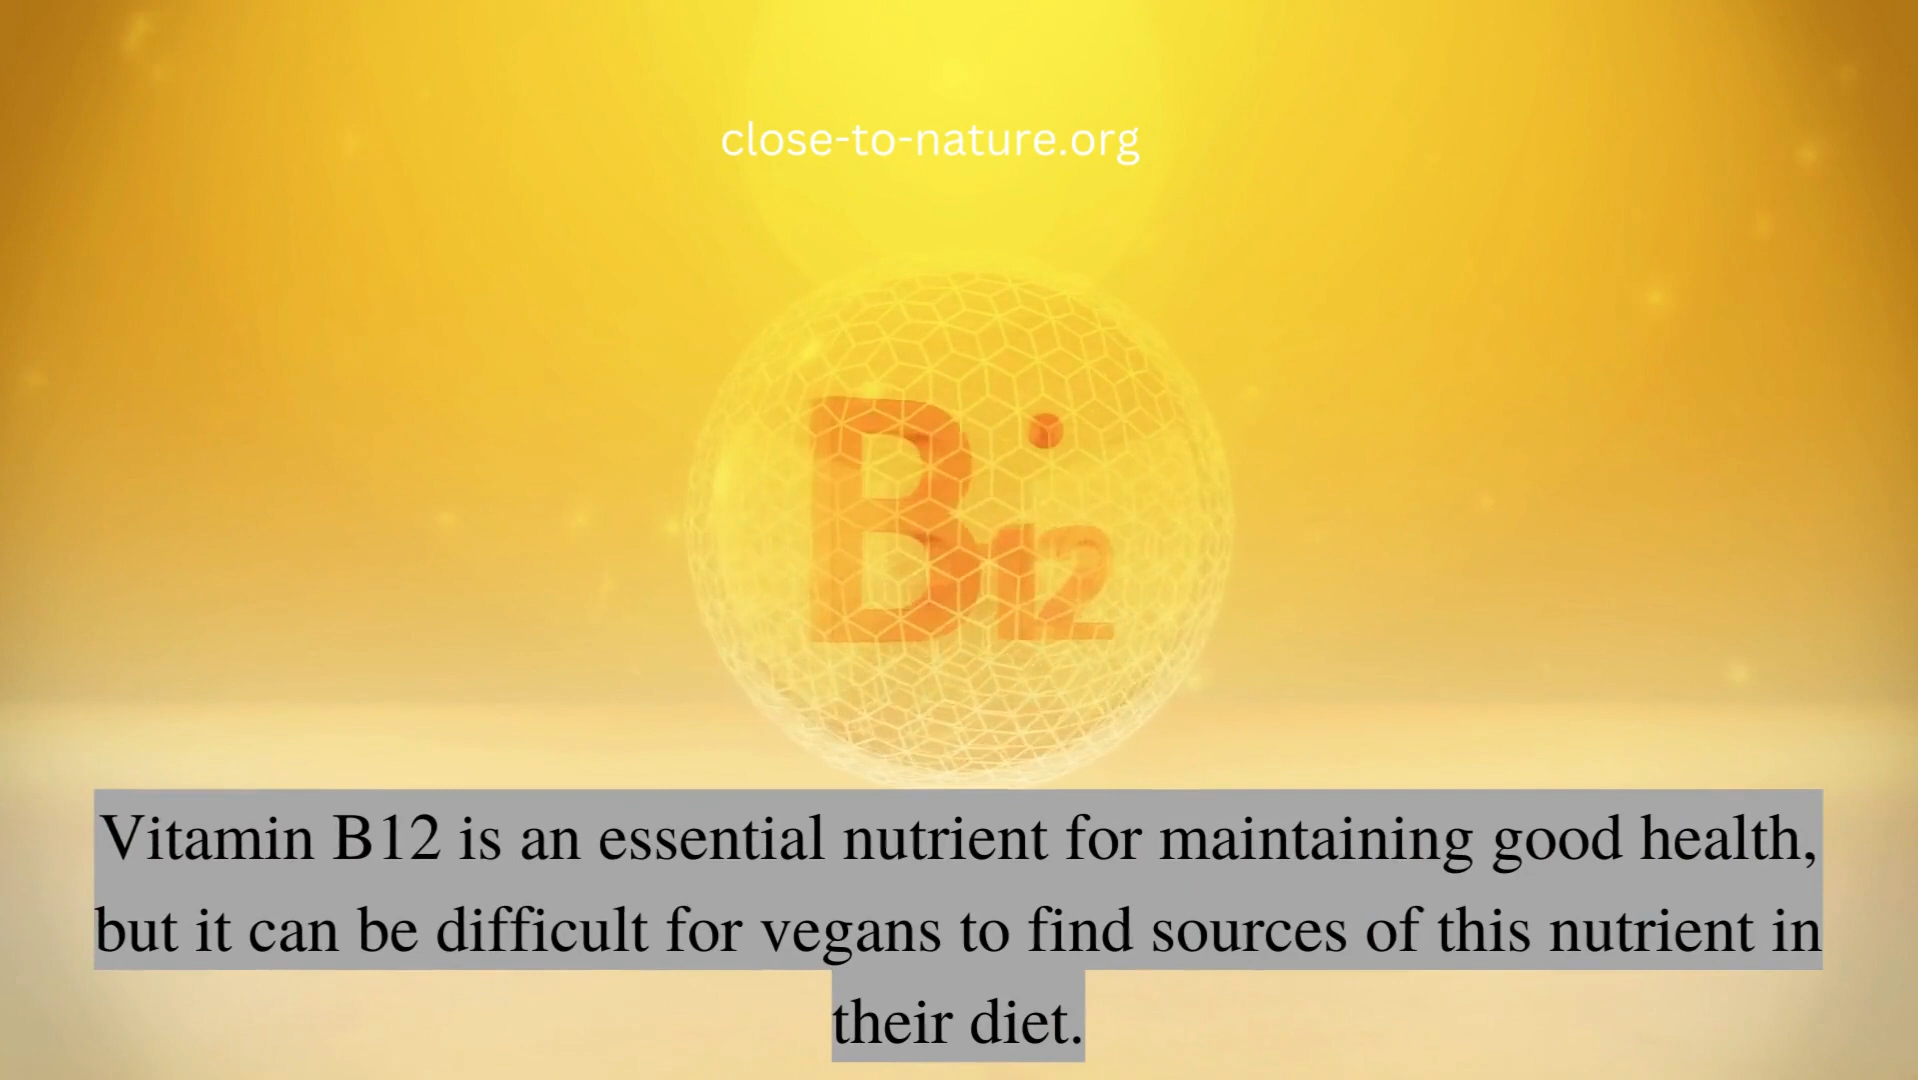 close-to-nature.org
B12
Vitamin B12 is an essential nutrient for maintaining good health,
but it can be difficult for vegans to find sources of this nutrient in
their diet.